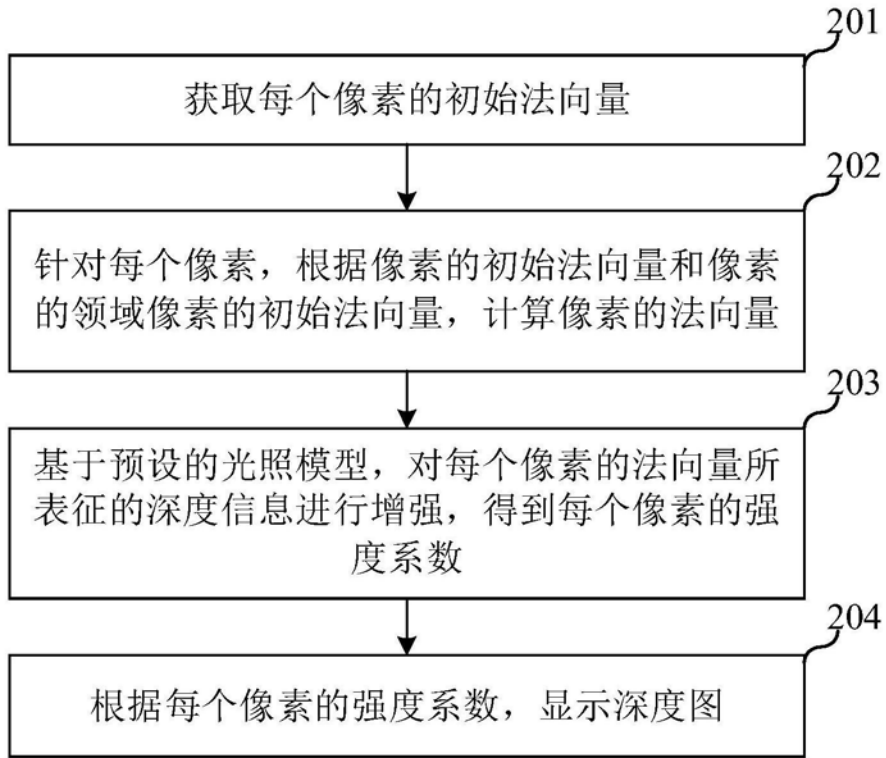 201
获取每个像素的初始法向量
202
针对每个像素，根据像素的初始法向量和像素
的领域像素的初始法向量，计算像素的法向量
203
基于预设的光照模型，对每个像素的法向量所
表征的深度信息进行增强，得到每个像素的强
度系数
204
根据每个像素的强度系数，显示深度图